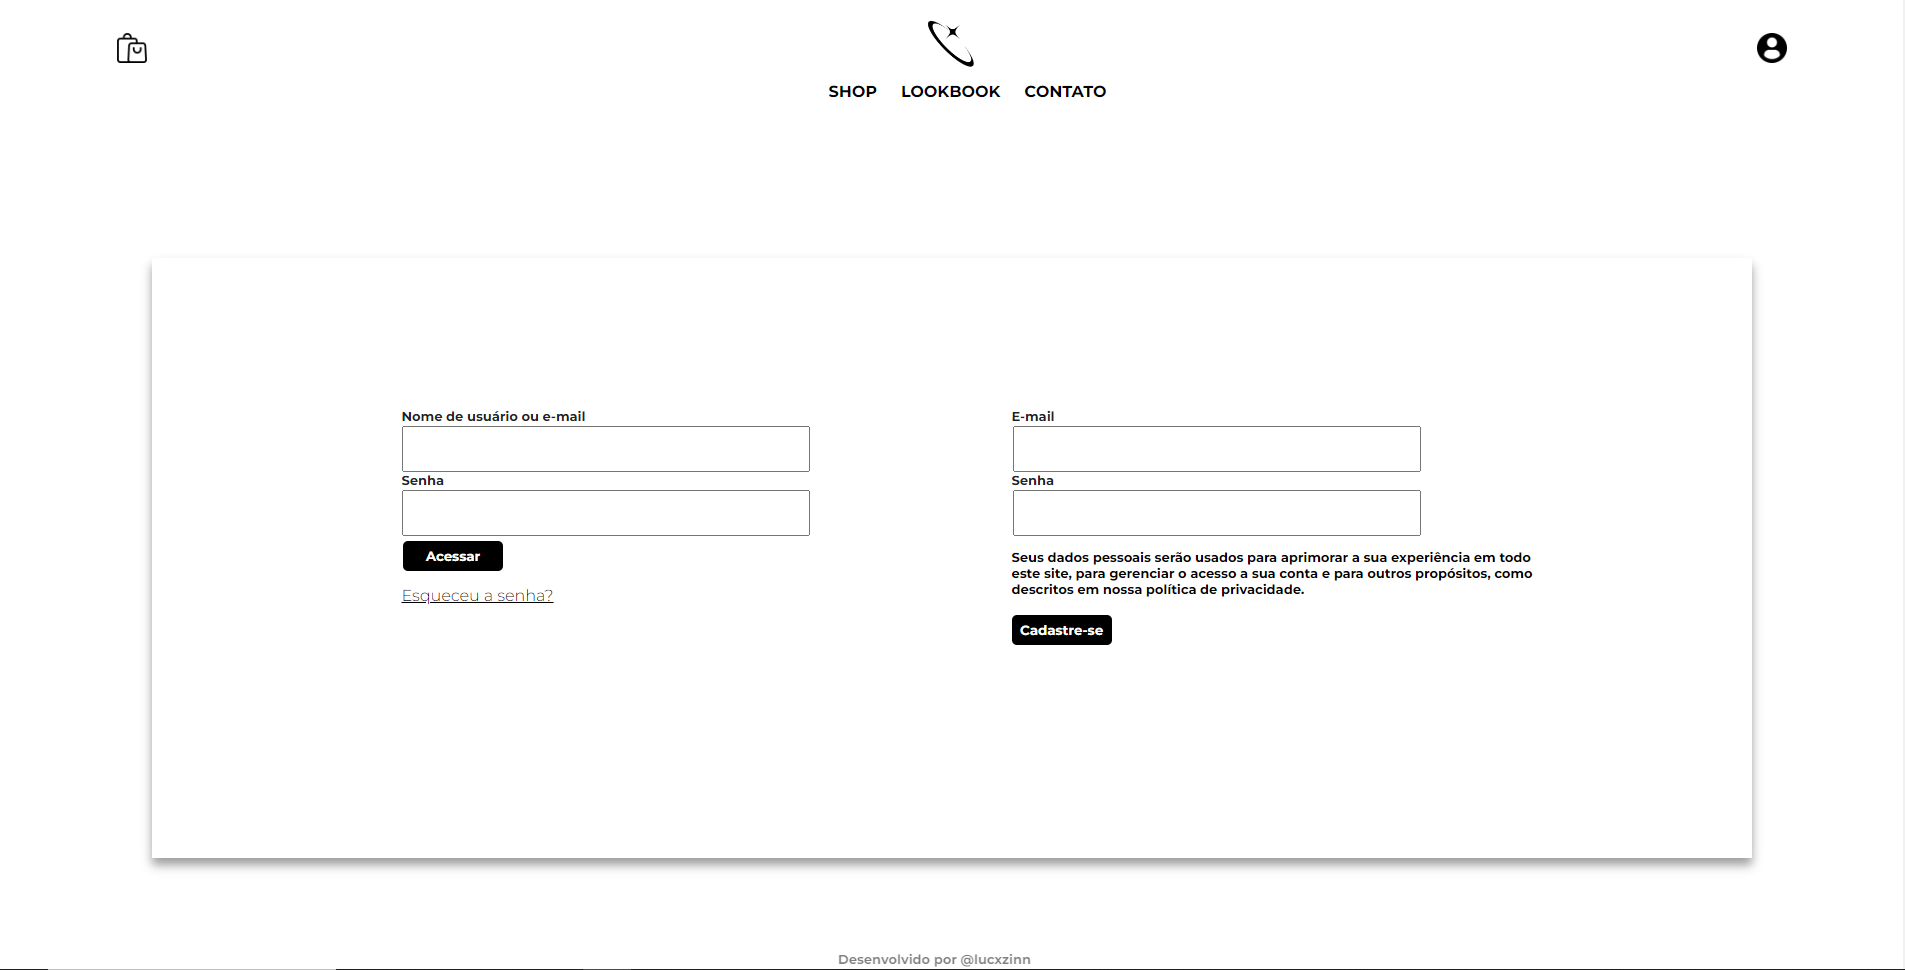 SHOP LOOKBOOK CONTATO
Nome de usuário ou e-mail
Senha
Acessar
Esqueceu a senha?
E-mail
Senha
Seus dados pessoais serão usados para aprimorar a sua experiência em todo
este site, para gerenciar o acesso a sua conta e para outros propósitos, como
descritos em nossa política de privacidade.
Cadastre-se
Desenvolvido por @lucxzinn